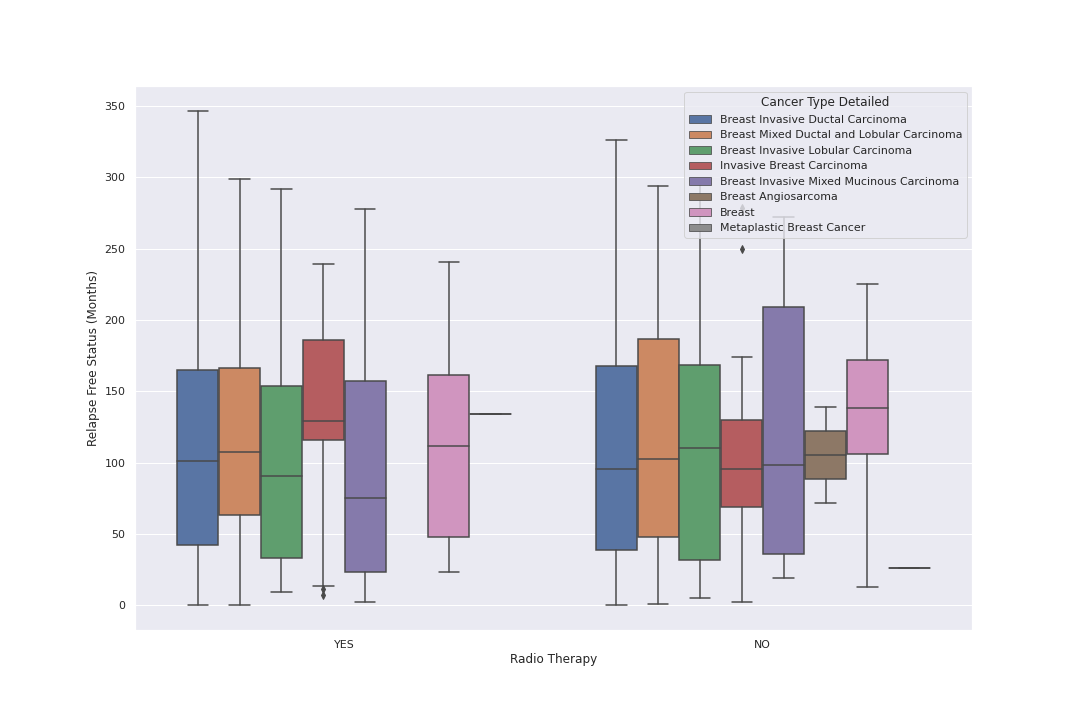 Cancer Type Detailed
Breast Invasive Ductal Carcinoma
Breast Mixed Ductal and Lobular Carcinoma
Breast Invasive Lobular Carcinoma
Invasive Breast Carcinoma
Breast Invasive Mixed Mucinous Carcinoma
Breast Angiosarcoma
Breast
Metaplastic Breast Cancer
Relapse Free Status (Months)
350
300
250
200
150
100
50
0
YES
NO
Radio Therapy